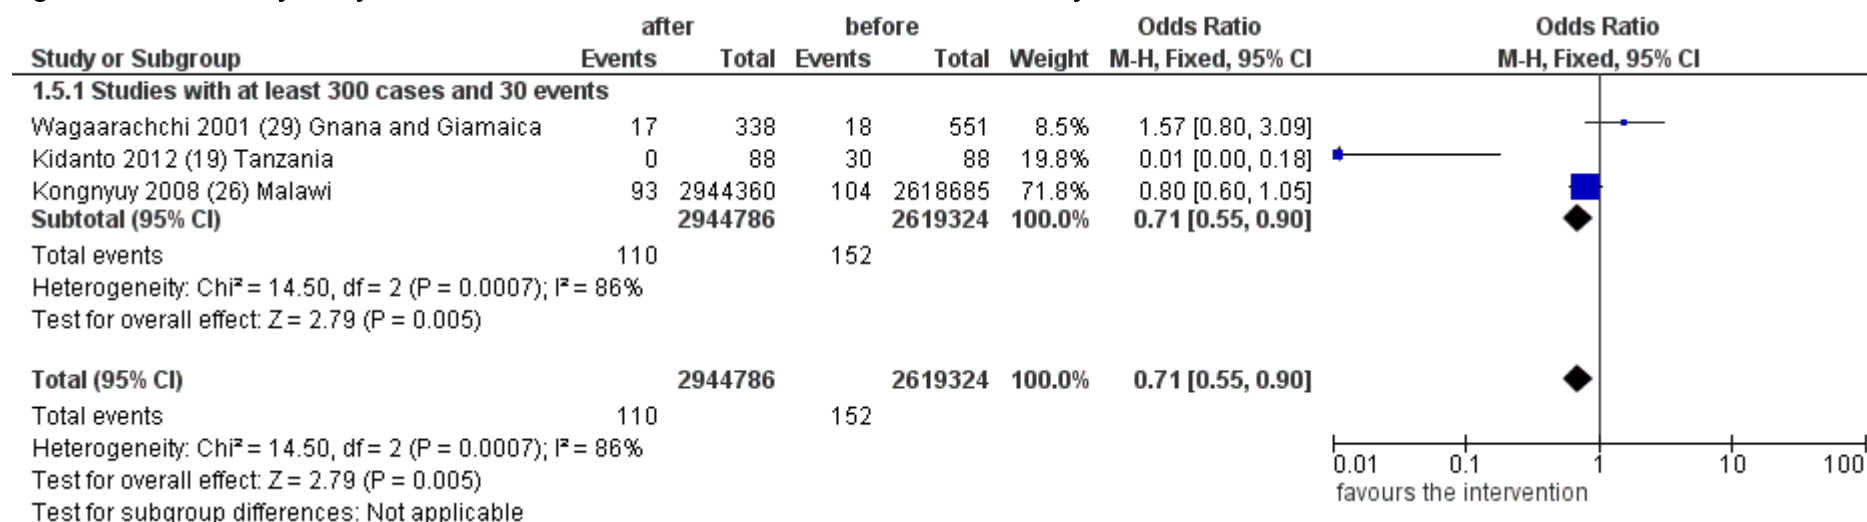 after before Odds Ratio Odds Ratio
Study or Subgroup Events Total Events Total Weight M-H, Fixed, 95% CI M-H, Fixed, 95% CI
1.5.1 Studies with at least 300 cases and 30 events
Wagaarachchi 2001 (29) Gnana and Giamaica 17 338 18 551 8.5% 1.57 [0.80, 3.09]
Kidanto 2012 (19) Tanzania 0 88 30 88 19.8% 0.01 [0.00, 0.18]
Kongnyuy 2008 (26) Malawi 93 2944360 104 2618685 71.8% 0.80 [0.60, 1.05]
Subtotal (95% CI) 2944786 2619324 100.0% 0.71 [0.55, 0.90]
Total events 110 152
Heterogeneity: Chi² = 14.50, df = 2 (P = 0.0007); I² = 86%
Test for overall effect: Z = 2.79 (P = 0.005)
Total (95% CI) 2944786 2619324 100.0% 0.71 [0.55, 0.90]
Total events 110 152
Heterogeneity: Chi² = 14.50, df = 2 (P = 0.0007); I² = 86%
Test for overall effect: Z = 2.79 (P = 0.005)
Test for subgroup differences: Not applicable
0.01 0.1 1 10 100
favours the intervention